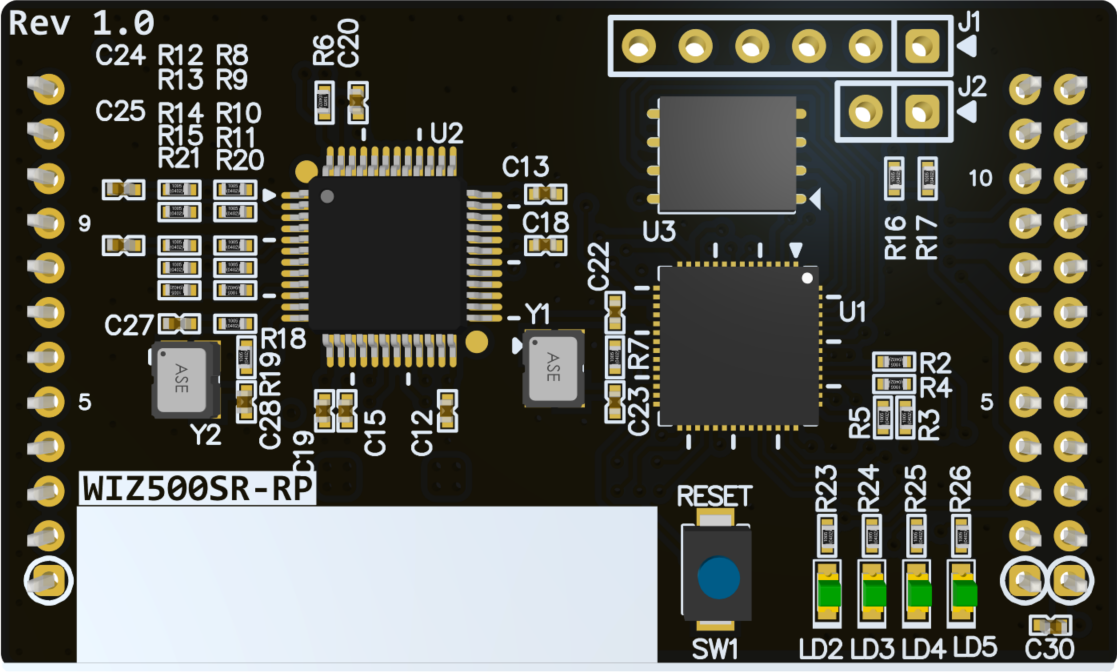 Rev 1.0
C24 R12 R8
R13 R9
C25 R14 R10
R15 R11
R21 R20
R6
C20
U2
J1
J2
C13
C18
U3
R16
R17
10
9
C22
Y1
U1
C27
R18
R19
C28
ASE
Y2
ASE
R7
C23
R2
R4
R5
R3
5
5
C19
C15
C12
WIZ500SR-RP
RESET
R23
R24
R25
R26
SW1
LD2 LD3 LD4 LD5
C30